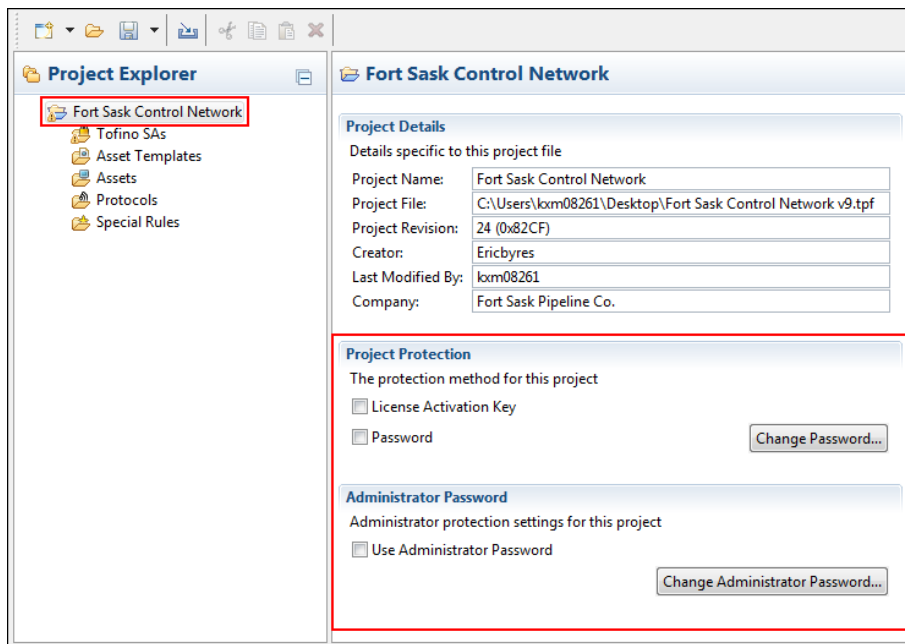 Project Explorer
Fort Sask Control Network
Tofino SAs
Asset Templates
Assets
Protocols
Special Rules
Fort Sask Control Network
Project Details
Details specific to this project file
Project Name: Fort Sask Control Network
Project File: C:\Users\kxm08261\Desktop\Fort Sask Control Network v9.tpf
Project Revision: 24 (0x82CF)
Creator: Ericbyres
Last Modified By: kxm08261
Company: Fort Sask Pipeline Co.
Project Protection
The protection method for this project
License Activation Key
Password Change Password...
Administrator Password
Administrator protection settings for this project
Use Administrator Password
Change Administrator Password...